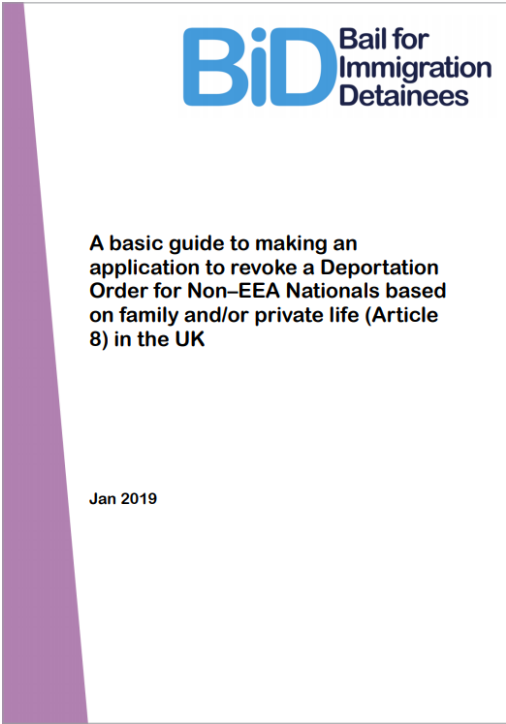 BiD
Bail for
Immigration
Detainees
A basic guide to making an
application to revoke a Deportation
Order for Non–EEA Nationals based
on family and/or private life (Article
8) in the UK
Jan 2019